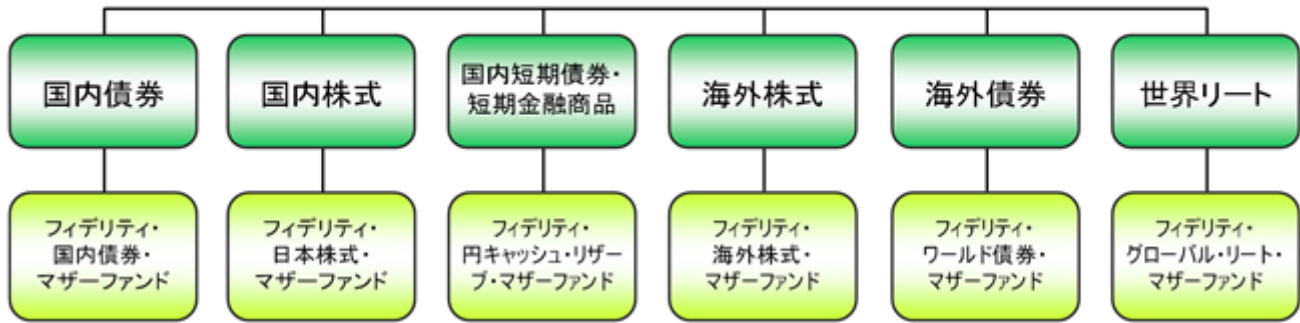 国内債券
国内株式
国内短期債券・
短期金融商品
海外株式
海外債券
世界リート
フィデリティ・
国内債券・
マザーファンド
フィデリティ・
日本株式・
マザーファンド
フィデリティ・
円キャッシュ・リザー
ブ・マザーファンド
フィデリティ・
海外株式・
マザーファンド
フィデリティ・
ワールド債券・
マザーファンド
フィデリティ・
グローバル・リート・
マザーファンド